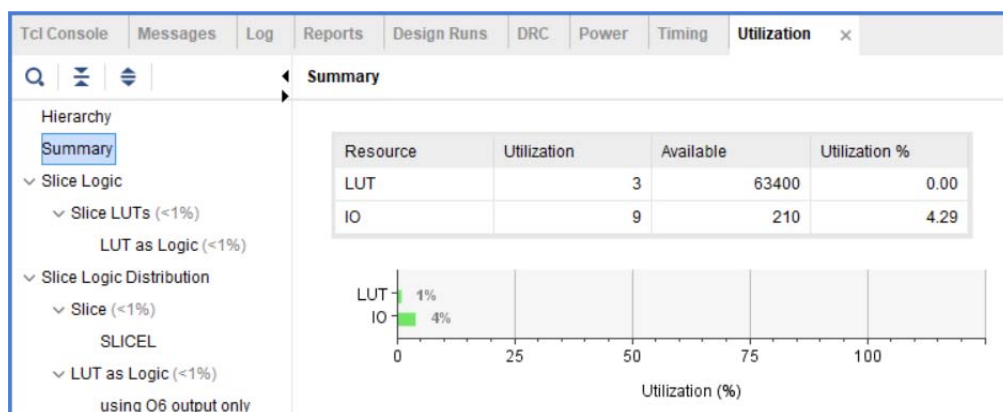 Tcl Console Messages Log Reports Design Runs DRC Power Timing Utilization ×
Summary
Hierarchy
Summary
Slice Logic
Slice LUTs (<1%)
LUT as Logic (<1%)
Slice Logic Distribution
Slice (<1%)
SLICEL
LUT as Logic (<1%)
using O6 output only
Resource Utilization Available Utilization %
LUT 3 63400 0.00
IO 9 210 4.29
LUT 1%
IO 4%
0 25 50 75 100
Utilization (%)